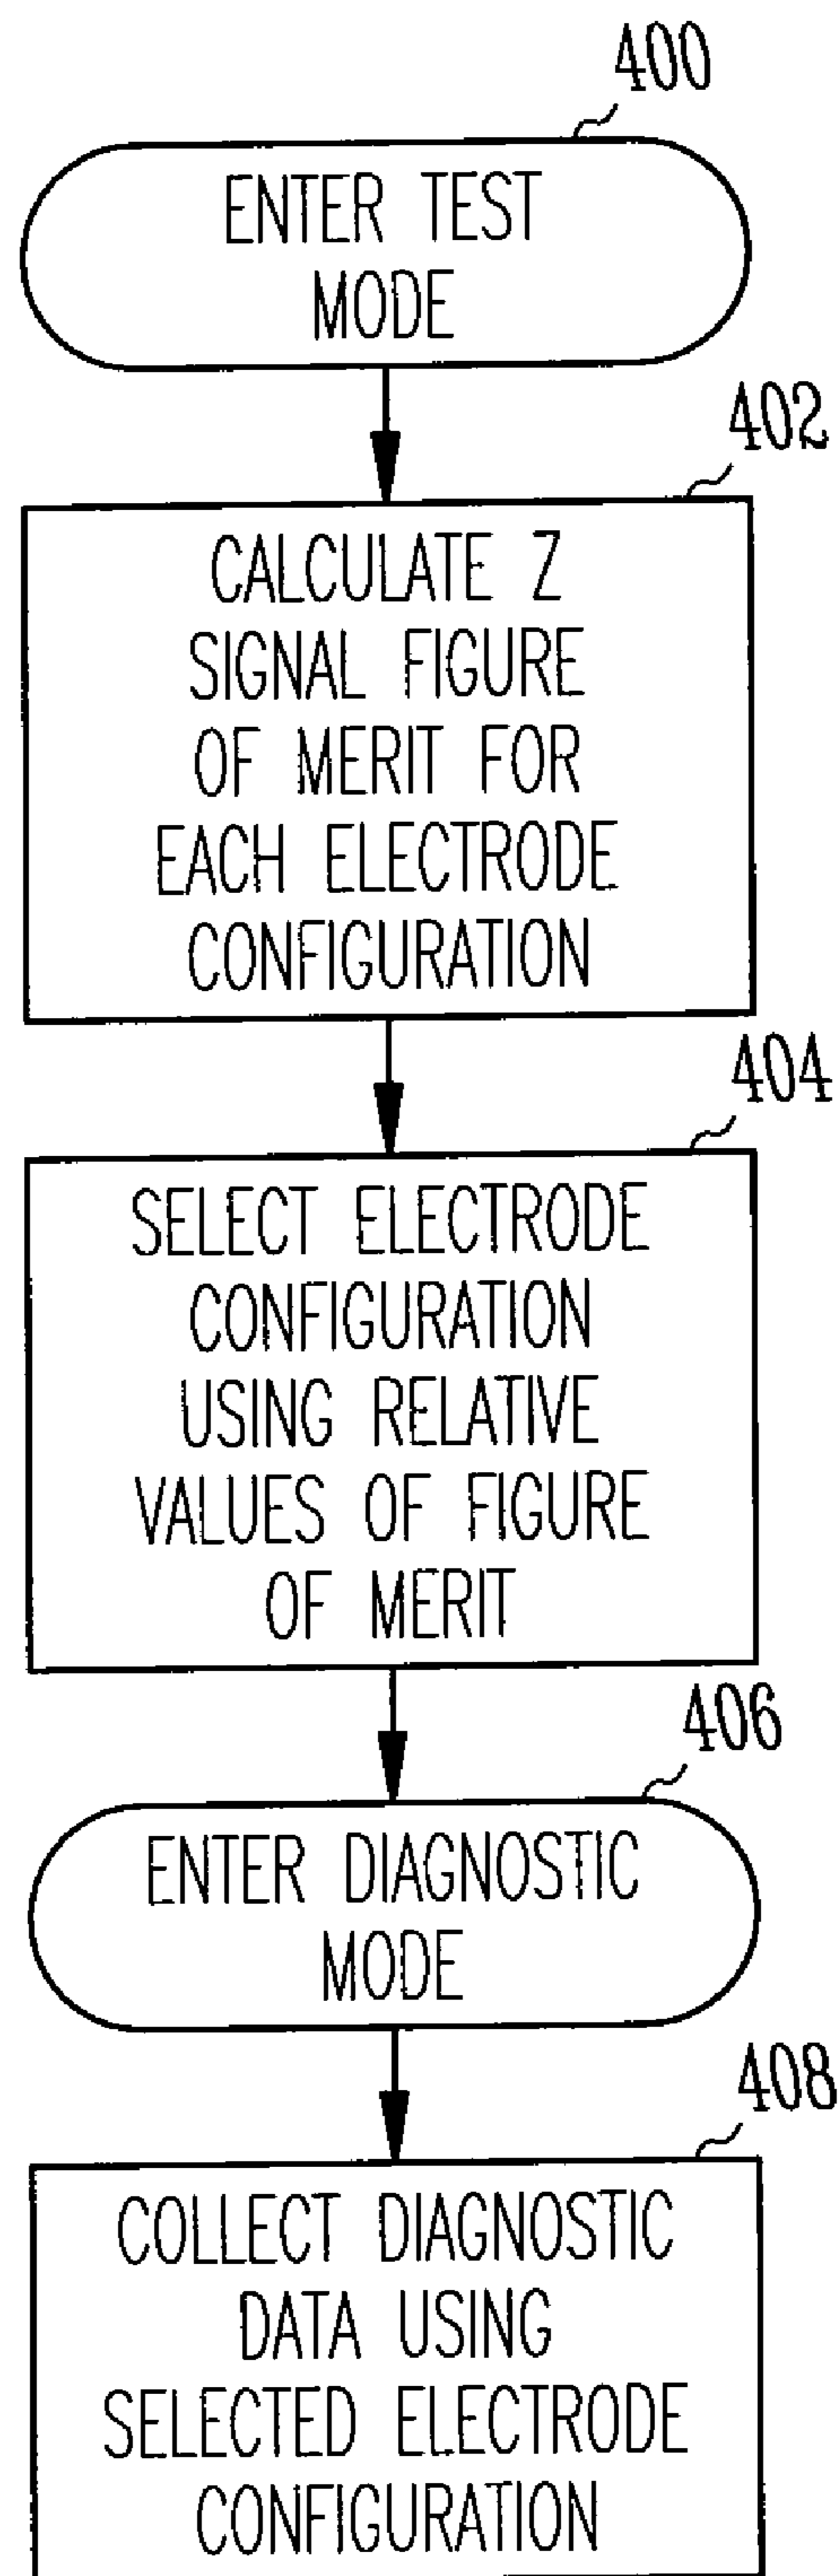 400
ENTER TEST
MODE
402
CALCULATE Z
SIGNAL FIGURE
OF MERIT FOR
EACH ELECTRODE
CONFIGURATION
404
SELECT ELECTRODE
CONFIGURATION
USING RELATIVE
VALUES OF FIGURE
OF MERIT
406
ENTER DIAGNOSTIC
MODE
408
COLLECT DIAGNOSTIC
DATA USING
SELECTED ELECTRODE
CONFIGURATION